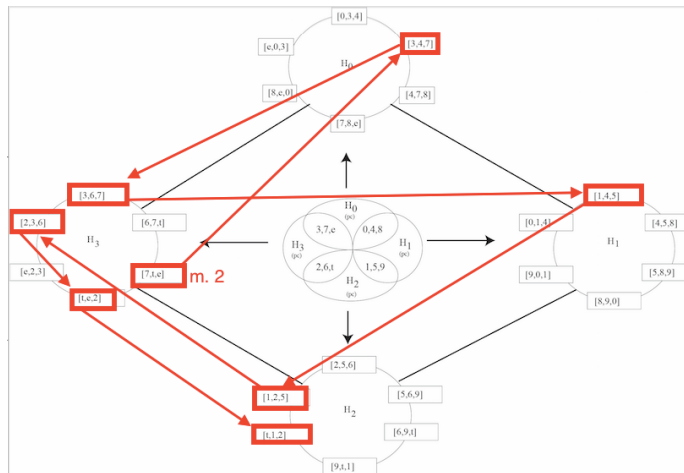 [0,3,4]
[e,0,3]
[3,4,7]
H0
[8,e,0]
[4,7,8]
[7,8,e]
[3,6,7]
[1,4,5]
[2,3,6]
[6,7,t]
H0
(pc)
[0,1,4]
[4,5,8]
H3
3,7,e
0,4,8
H3
(pc)
H1
(pc)
H1
[e,2,3]
[7,t,e]
m. 2
2,6,t
1,5,9
[9,0,1]
[5,8,9]
H2
(pc)
[t,e,2]
[8,9,0]
[2,5,6]
[1,2,5]
[5,6,9]
H2
[t,1,2]
[6,9,t]
[9,t,1]